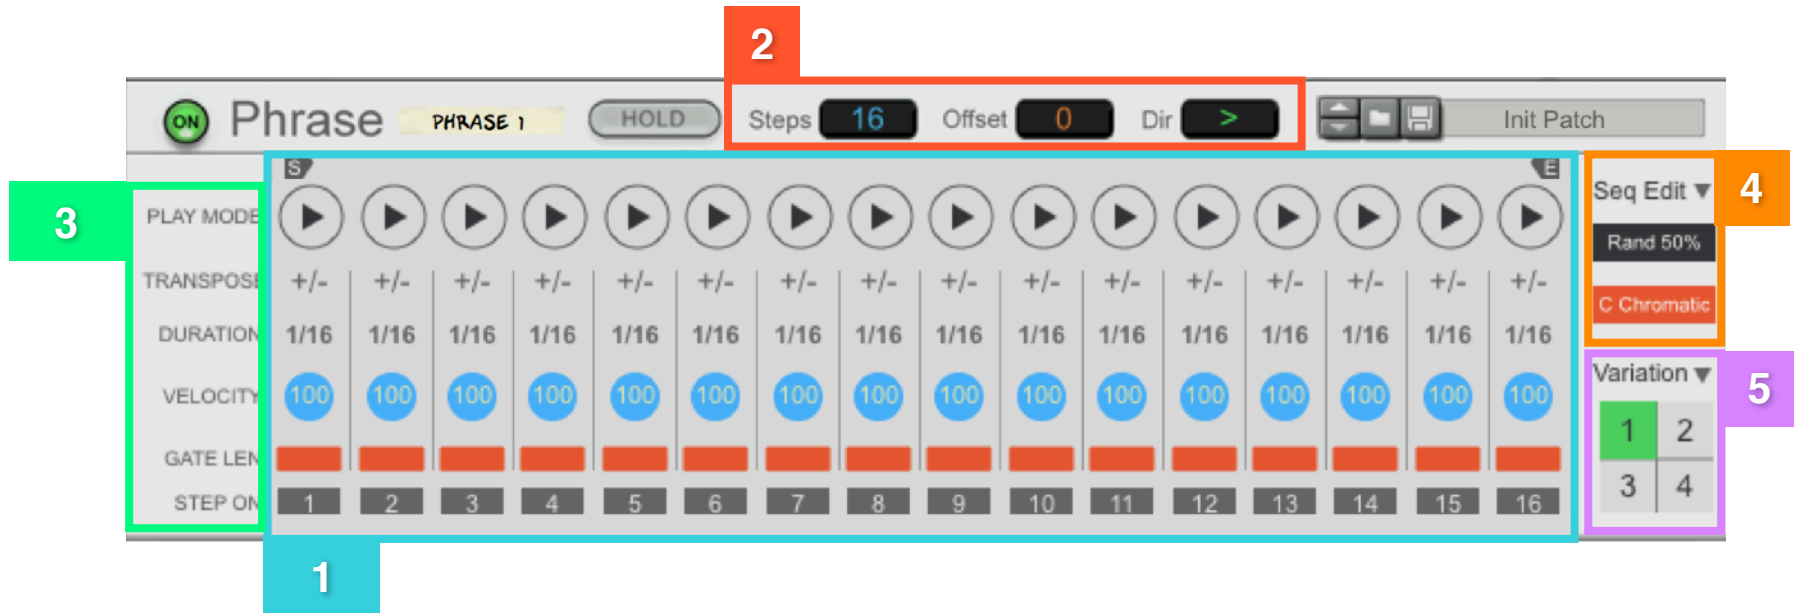 2
ON Phrase PHRASE 1 HOLD Steps 16 Offset 0 Dir > Init Patch
S E
3 PLAY MODE Seq Edit 4
Rand 50%
TRANSPOSE +/- +/- +/- +/- +/- +/- +/- +/- +/- +/- +/- +/- +/- +/- +/- +/- C Chromatic
DURATION 1/16 1/16 1/16 1/16 1/16 1/16 1/16 1/16 1/16 1/16 1/16 1/16 1/16 1/16 1/16 1/16
VELOCITY 100 100 100 100 100 100 100 100 100 100 100 100 100 100 100 100 Variation 5
GATE LEN 1 2
STEP ON 1 2 3 4 5 6 7 8 9 10 11 12 13 14 15 16 3 4
1